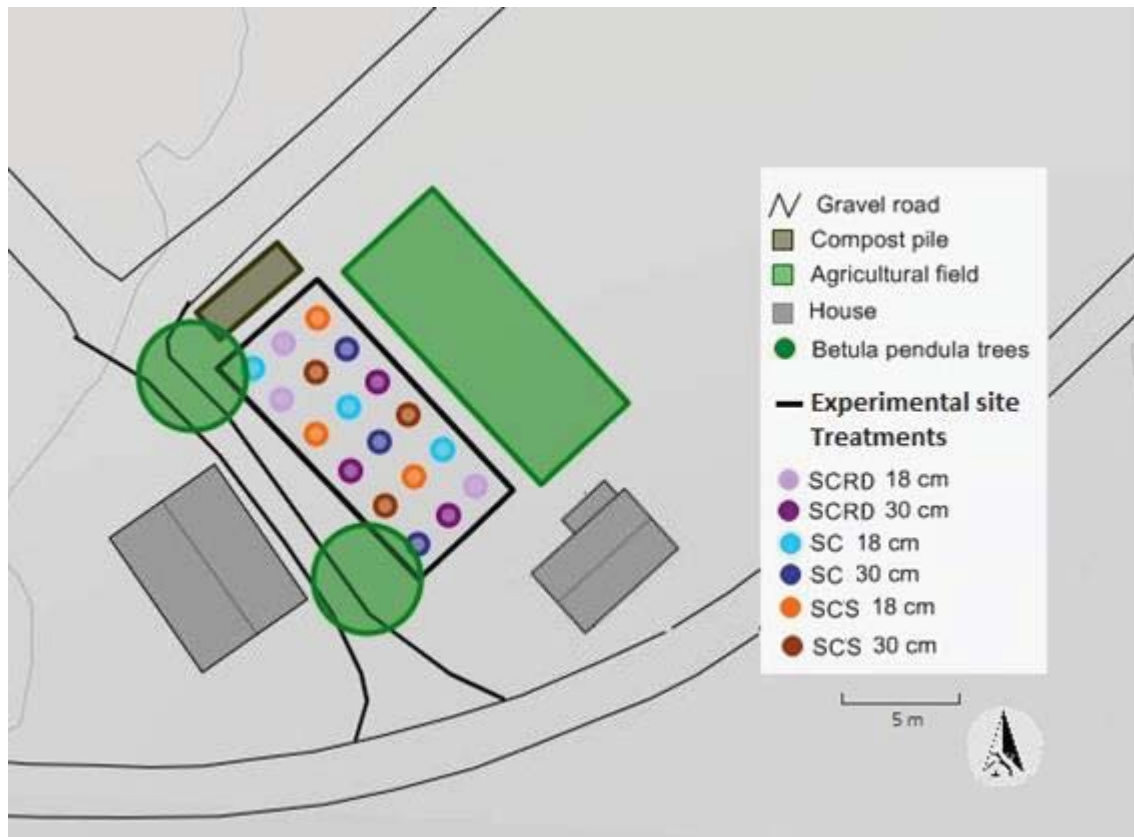 Gravel road
Compost pile
Agricultural field
House
Betula pendula trees
Experimental site
Treatments
SCRD 18 cm
SCRD 30 cm
SC 18 cm
SC 30 cm
SCS 18 cm
SCS 30 cm
5 m